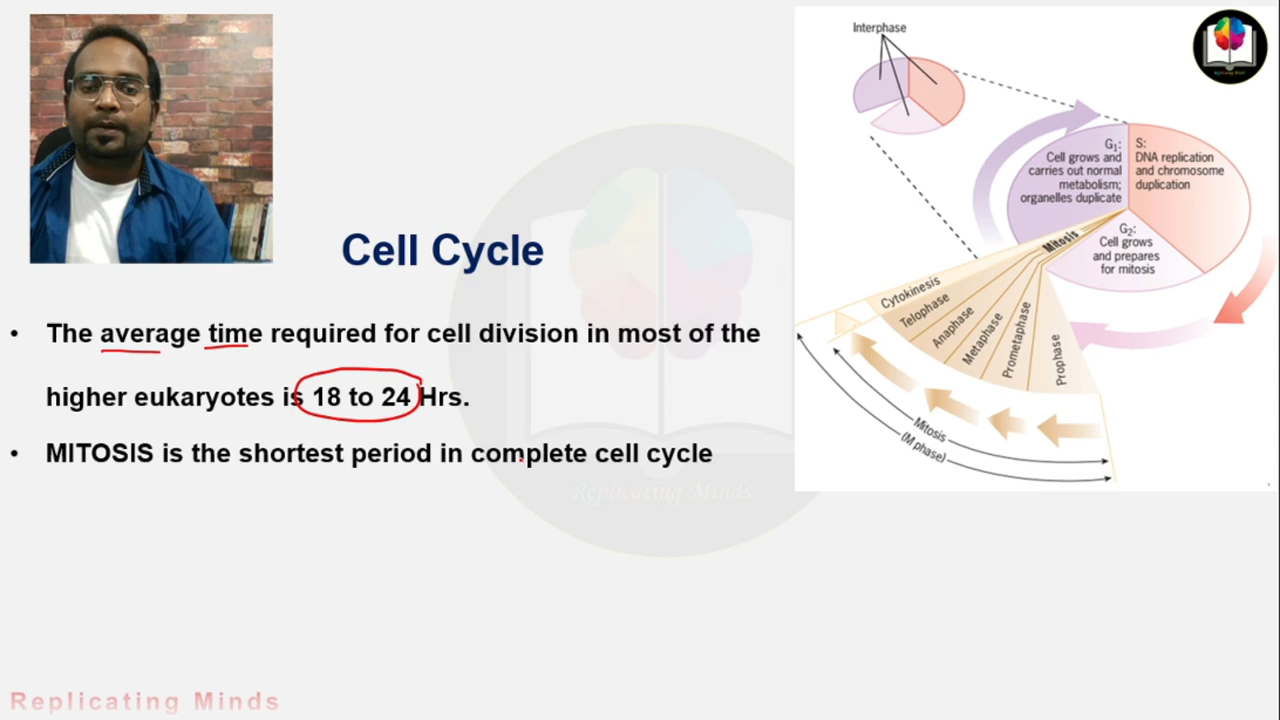 Interphase
G1:
Cell grows and
carries out normal
metabolism;
organelles duplicate
S:
DNA replication
and chromosome
duplication
G2:
Cell grows
and prepares
for mitosis
Mitosis
Cytokinesis
Telophase
Anaphase
Metaphase
Prometaphase
Prophase
Mitosis
(M phase)
Replicating Minds
Cell Cycle
• The average time required for cell division in most of the
higher eukaryotes is 18 to 24 Hrs.
• MITOSIS is the shortest period in complete cell cycle
Replicating Minds
Replicating Minds